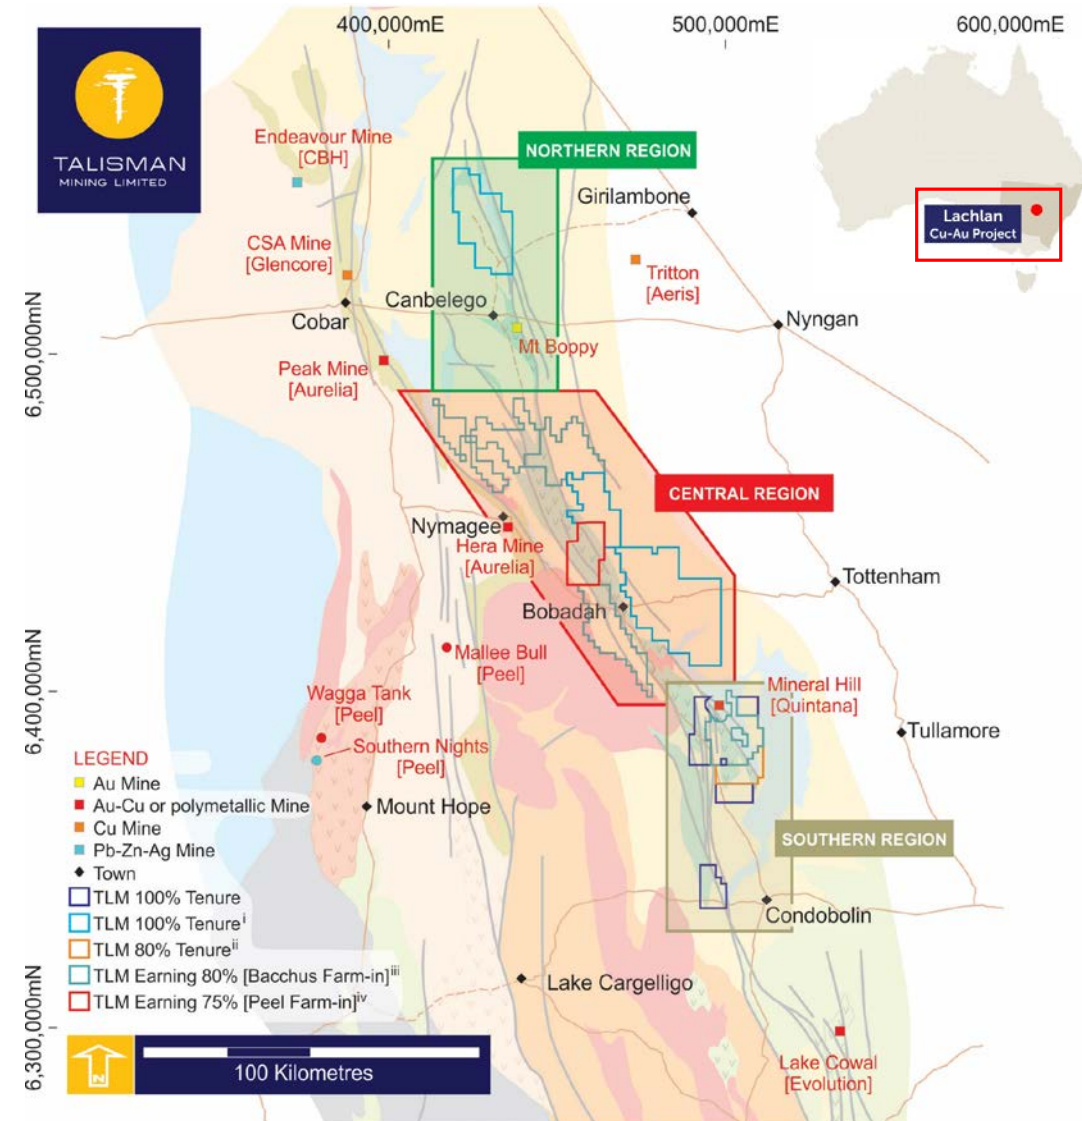 400,000mE
500,000mE
600,000mE
TALISMAN
MINING LIMITED
Endeavour Mine
[CBH]
NORTHERN REGION
Girilambone
Lachlan
Cu-Au Project
CSA Mine
[Glencore]
Canbelego
Tritton
[Aeris]
Cobar
Nyngan
Mt Boppy
6,500,000mN
Peak Mine
[Aurelia]
CENTRAL REGION
Nymagee
Hera Mine
[Aurelia]
Tottenham
Bobadah
Mallee Bull
[Peel]
6,400,000mN
Mineral Hill
[Quintana]
Wagga Tank
[Peel]
Tullamore
Southern Nights
[Peel]
Mount Hope
SOUTHERN REGION
Condobolin
LEGEND
Au Mine
Au-Cu or polymetallic Mine
Cu Mine
Pb-Zn-Ag Mine
Town
TLM 100% Tenure
TLM 100% Tenure i
TLM 80% Tenure ii
TLM Earning 80% [Bacchus Farm-in] iii
TLM Earning 75% [Peel Farm-in] iv
Lake Cargelligo
6,300,000mN
N
100 Kilometres
Lake Cowal
[Evolution]